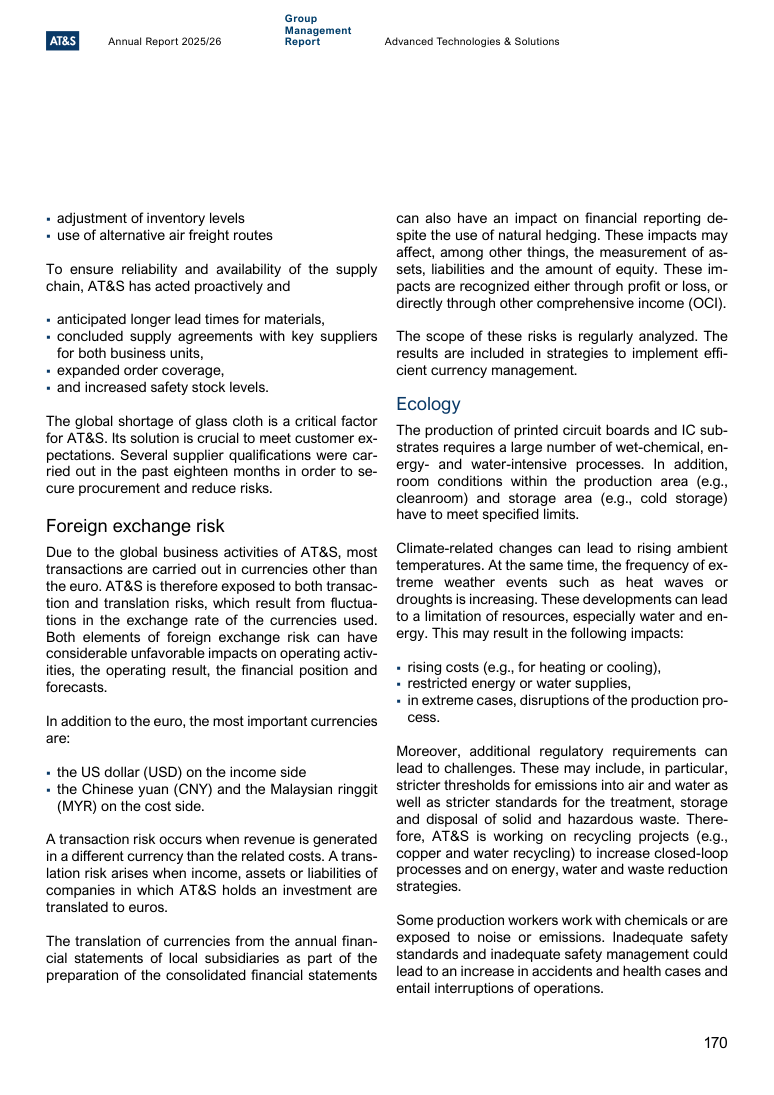 Group
Management
Report
AT&S
Annual Report 2025/26
Advanced Technologies & Solutions
▪ adjustment of inventory levels
▪ use of alternative air freight routes
To ensure reliability and availability of the supply
chain, AT&S has acted proactively and
▪ anticipated longer lead times for materials,
▪ concluded supply agreements with key suppliers
for both business units,
▪ expanded order coverage,
▪ and increased safety stock levels.
The global shortage of glass cloth is a critical factor
for AT&S. Its solution is crucial to meet customer ex-
pectations. Several supplier qualifications were car-
ried out in the past eighteen months in order to se-
cure procurement and reduce risks.
Foreign exchange risk
Due to the global business activities of AT&S, most
transactions are carried out in currencies other than
the euro. AT&S is therefore exposed to both transac-
tion and translation risks, which result from fluctua-
tions in the exchange rate of the currencies used.
Both elements of foreign exchange risk can have
considerable unfavorable impacts on operating activ-
ities, the operating result, the financial position and
forecasts.
In addition to the euro, the most important currencies
are:
▪ the US dollar (USD) on the income side
▪ the Chinese yuan (CNY) and the Malaysian ringgit
(MYR) on the cost side.
A transaction risk occurs when revenue is generated
in a different currency than the related costs. A trans-
lation risk arises when income, assets or liabilities of
companies in which AT&S holds an investment are
translated to euros.
The translation of currencies from the annual finan-
cial statements of local subsidiaries as part of the
preparation of the consolidated financial statements
can also have an impact on financial reporting de-
spite the use of natural hedging. These impacts may
affect, among other things, the measurement of as-
sets, liabilities and the amount of equity. These im-
pacts are recognized either through profit or loss, or
directly through other comprehensive income (OCI).
The scope of these risks is regularly analyzed. The
results are included in strategies to implement effi-
cient currency management.
Ecology
The production of printed circuit boards and IC sub-
strates requires a large number of wet-chemical, en-
ergy- and water-intensive processes. In addition,
room conditions within the production area (e.g.,
cleanroom) and storage area (e.g., cold storage)
have to meet specified limits.
Climate-related changes can lead to rising ambient
temperatures. At the same time, the frequency of ex-
treme weather events such as heat waves or
droughts is increasing. These developments can lead
to a limitation of resources, especially water and en-
ergy. This may result in the following impacts:
▪ rising costs (e.g., for heating or cooling),
▪ restricted energy or water supplies,
▪ in extreme cases, disruptions of the production pro-
cess.
Moreover, additional regulatory requirements can
lead to challenges. These may include, in particular,
stricter thresholds for emissions into air and water as
well as stricter standards for the treatment, storage
and disposal of solid and hazardous waste. There-
fore, AT&S is working on recycling projects (e.g.,
copper and water recycling) to increase closed-loop
processes and on energy, water and waste reduction
strategies.
Some production workers work with chemicals or are
exposed to noise or emissions. Inadequate safety
standards and inadequate safety management could
lead to an increase in accidents and health cases and
entail interruptions of operations.
170